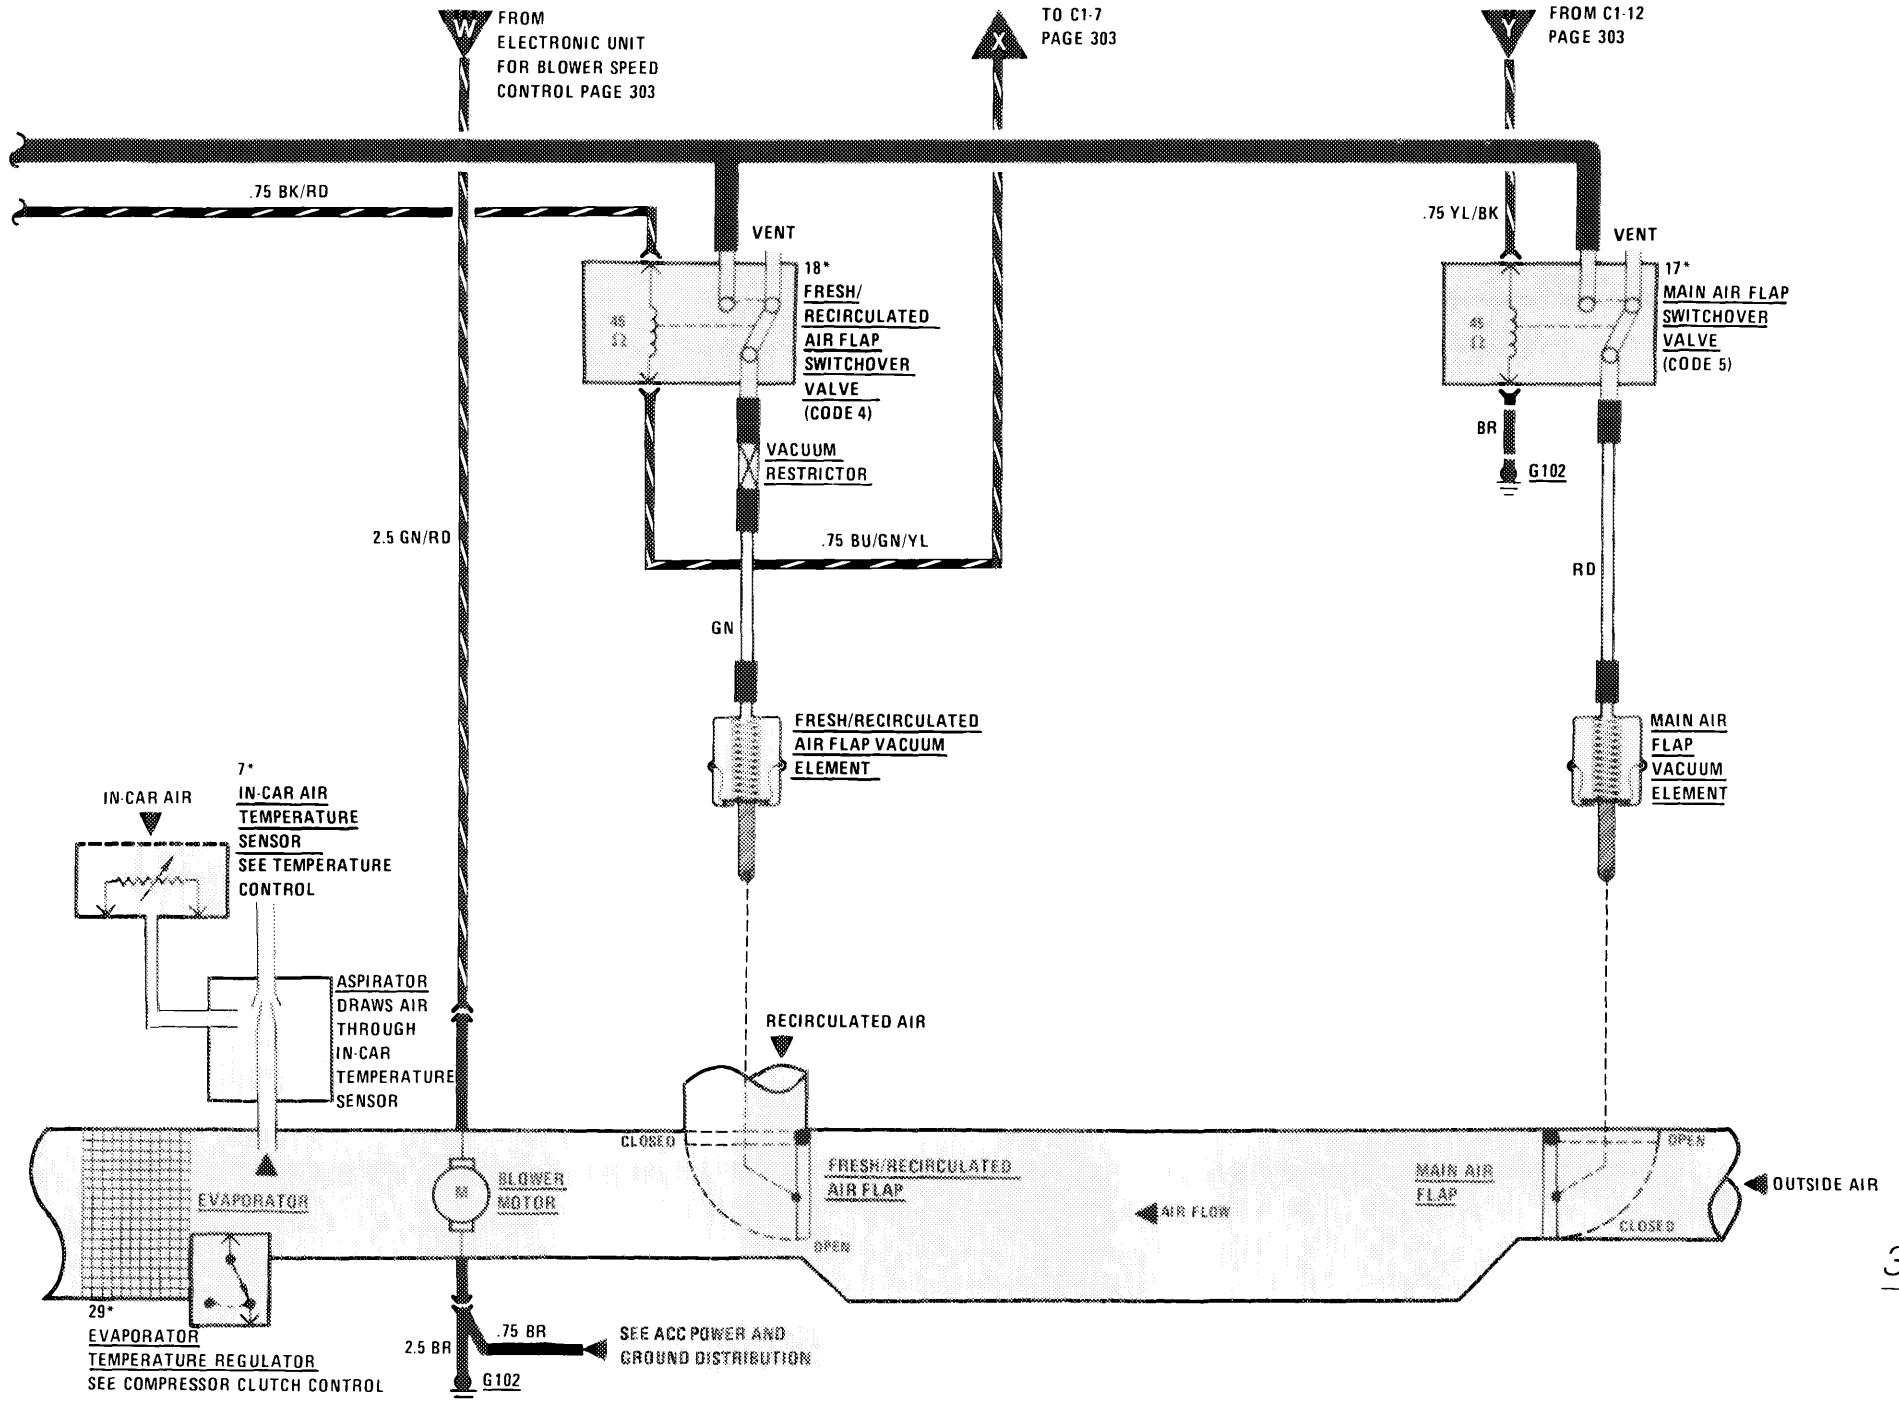 W
FROM
ELECTRONIC UNIT
FOR BLOWER SPEED
CONTROL PAGE 303
X
TO C1-7
PAGE 303
Y
FROM C1-12
PAGE 303
.75 BK/RD
.75 YL/BK
VENT
VENT
18*
FRESH/
RECIRCULATED
AIR FLAP
SWITCHOVER
VALVE
(CODE 4)
45
Ω
17*
MAIN AIR FLAP
SWITCHOVER
VALVE
(CODE 5)
45
Ω
VACUUM
RESTRICTOR
BR
G102
2.5 GN/RD
.75 BU/GN/YL
RD
GN
FRESH/RECIRCULATED
AIR FLAP VACUUM
ELEMENT
MAIN AIR
FLAP
VACUUM
ELEMENT
IN-CAR AIR
7*
IN-CAR AIR
TEMPERATURE
SENSOR
SEE TEMPERATURE
CONTROL
ASPIRATOR
DRAWS AIR
THROUGH
IN-CAR
TEMPERATURE
SENSOR
RECIRCULATED AIR
CLOSED
OPEN
FRESH/RECIRCULATED
AIR FLAP
MAIN AIR
FLAP
OPEN
CLOSED
OUTSIDE AIR
AIR FLOW
EVAPORATOR
M
BLOWER
MOTOR
29*
EVAPORATOR
TEMPERATURE REGULATOR
SEE COMPRESSOR CLUTCH CONTROL
2.5 BR
.75 BR
SEE ACC POWER AND
GROUND DISTRIBUTION
G102
3